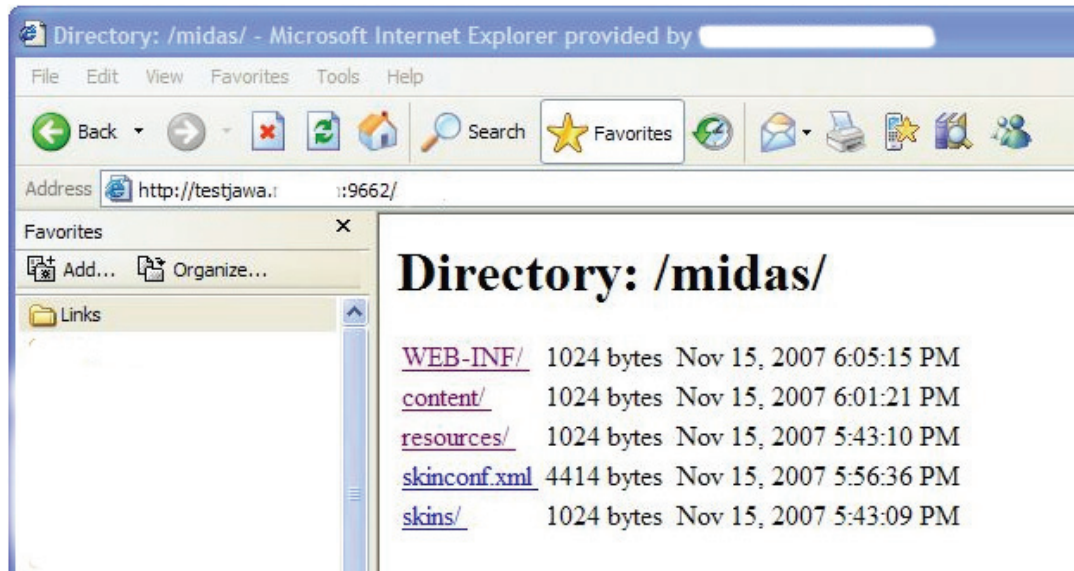 Directory: /midas/ - Microsoft Internet Explorer provided by
File Edit View Favorites Tools Help
Back Search Favorites
Address http://testjawa. :9662/
Favorites x
Add... Organize...
Links
Directory: /midas/
WEB-INF/ 1024 bytes Nov 15, 2007 6:05:15 PM
content/ 1024 bytes Nov 15, 2007 6:01:21 PM
resources/ 1024 bytes Nov 15, 2007 5:43:10 PM
skinconf.xml 4414 bytes Nov 15, 2007 5:56:36 PM
skins/ 1024 bytes Nov 15, 2007 5:43:09 PM